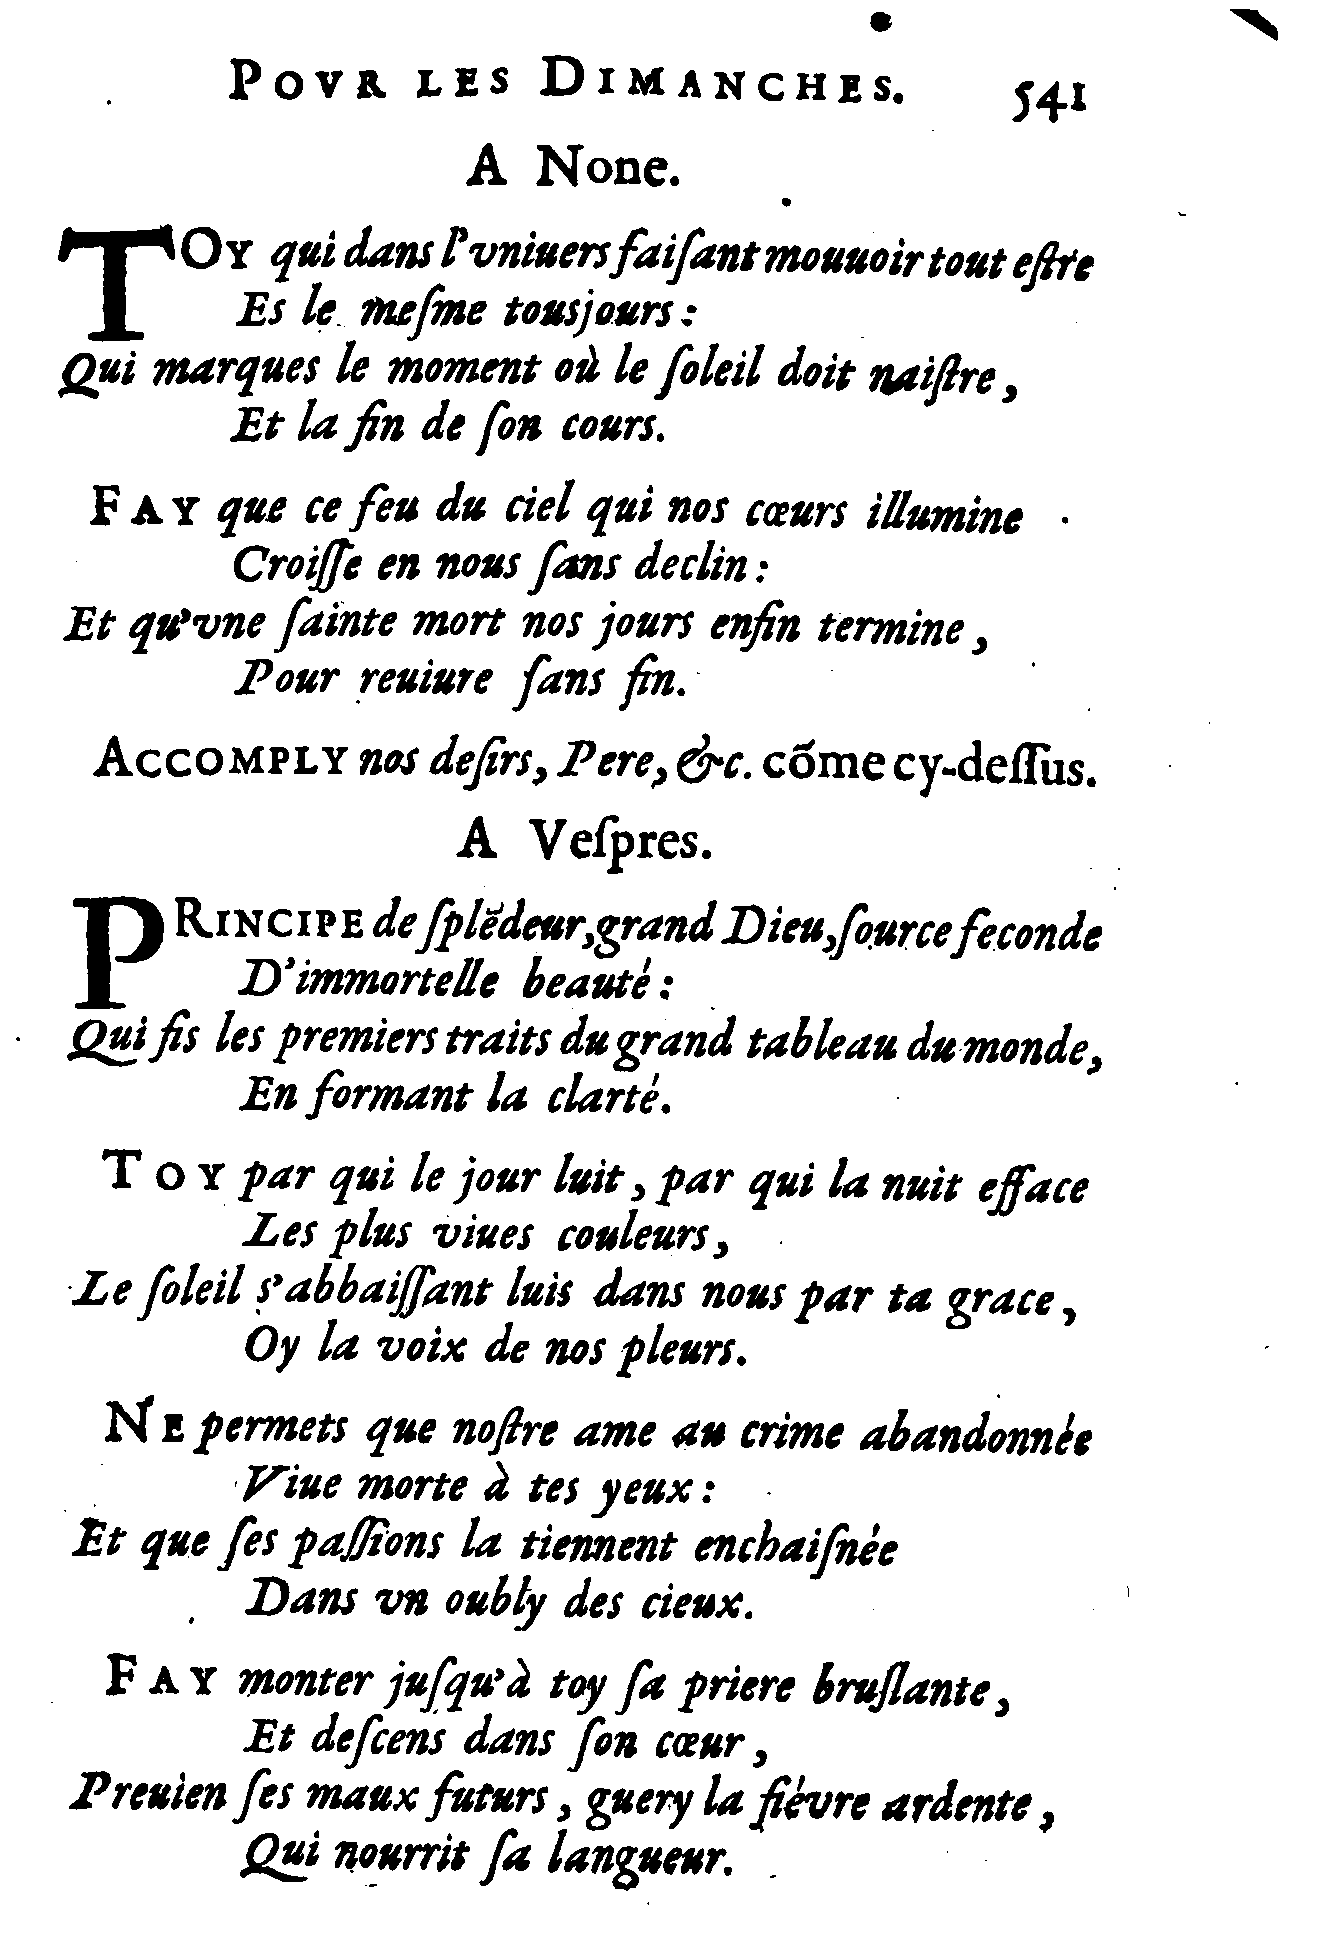 POVR LES DIMANCHES. 541
A None.
TOY qui dans l'vniuers faiſant mouuoir tout eſtre
Es le meſme tousjours :
Qui marques le moment où le ſoleil doit naiſtre,
Et la fin de ſon cours.
FAY que ce feu du ciel qui nos cœurs illumine
Croiſſe en nous ſans declin :
Et qu'vne ſainte mort nos jours enfin termine,
Pour reuiure ſans fin.
ACCOMPLY nos deſirs, Pere, &c. cõme cy-deſſus.
A Veſpres.
PRINCIPE de ſplẽdeur, grand Dieu, ſource feconde
D'immortelle beauté :
Qui fis les premiers traits du grand tableau du monde,
En formant la clarté.
TOY par qui le jour luit, par qui la nuit efface
Les plus viues couleurs,
Le ſoleil s'abbaiſſant luis dans nous par ta grace,
Oy la voix de nos pleurs.
NE permets que noſtre ame au crime abandonnée
Viue morte à tes yeux :
Et que ſes paſſions la tiennent enchaiſnée
Dans vn oubly des cieux.
FAY monter juſqu'à toy ſa priere bruſlante,
Et deſcens dans ſon cœur,
Preuien ſes maux futurs, guery la fiévre ardente,
Qui nourrit ſa langueur.